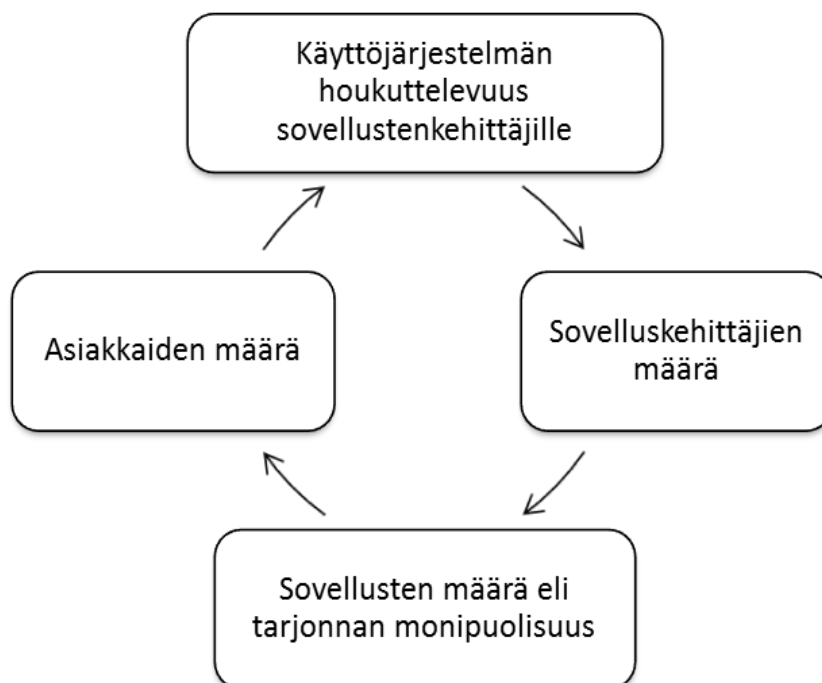 Käyttöjärjestelmän
houkuttelevuus
sovellustenkehittäjille
Asiakkaiden määrä
Sovelluskehittäjien
määrä
Sovellusten määrä eli
tarjonnan monipuolisuus